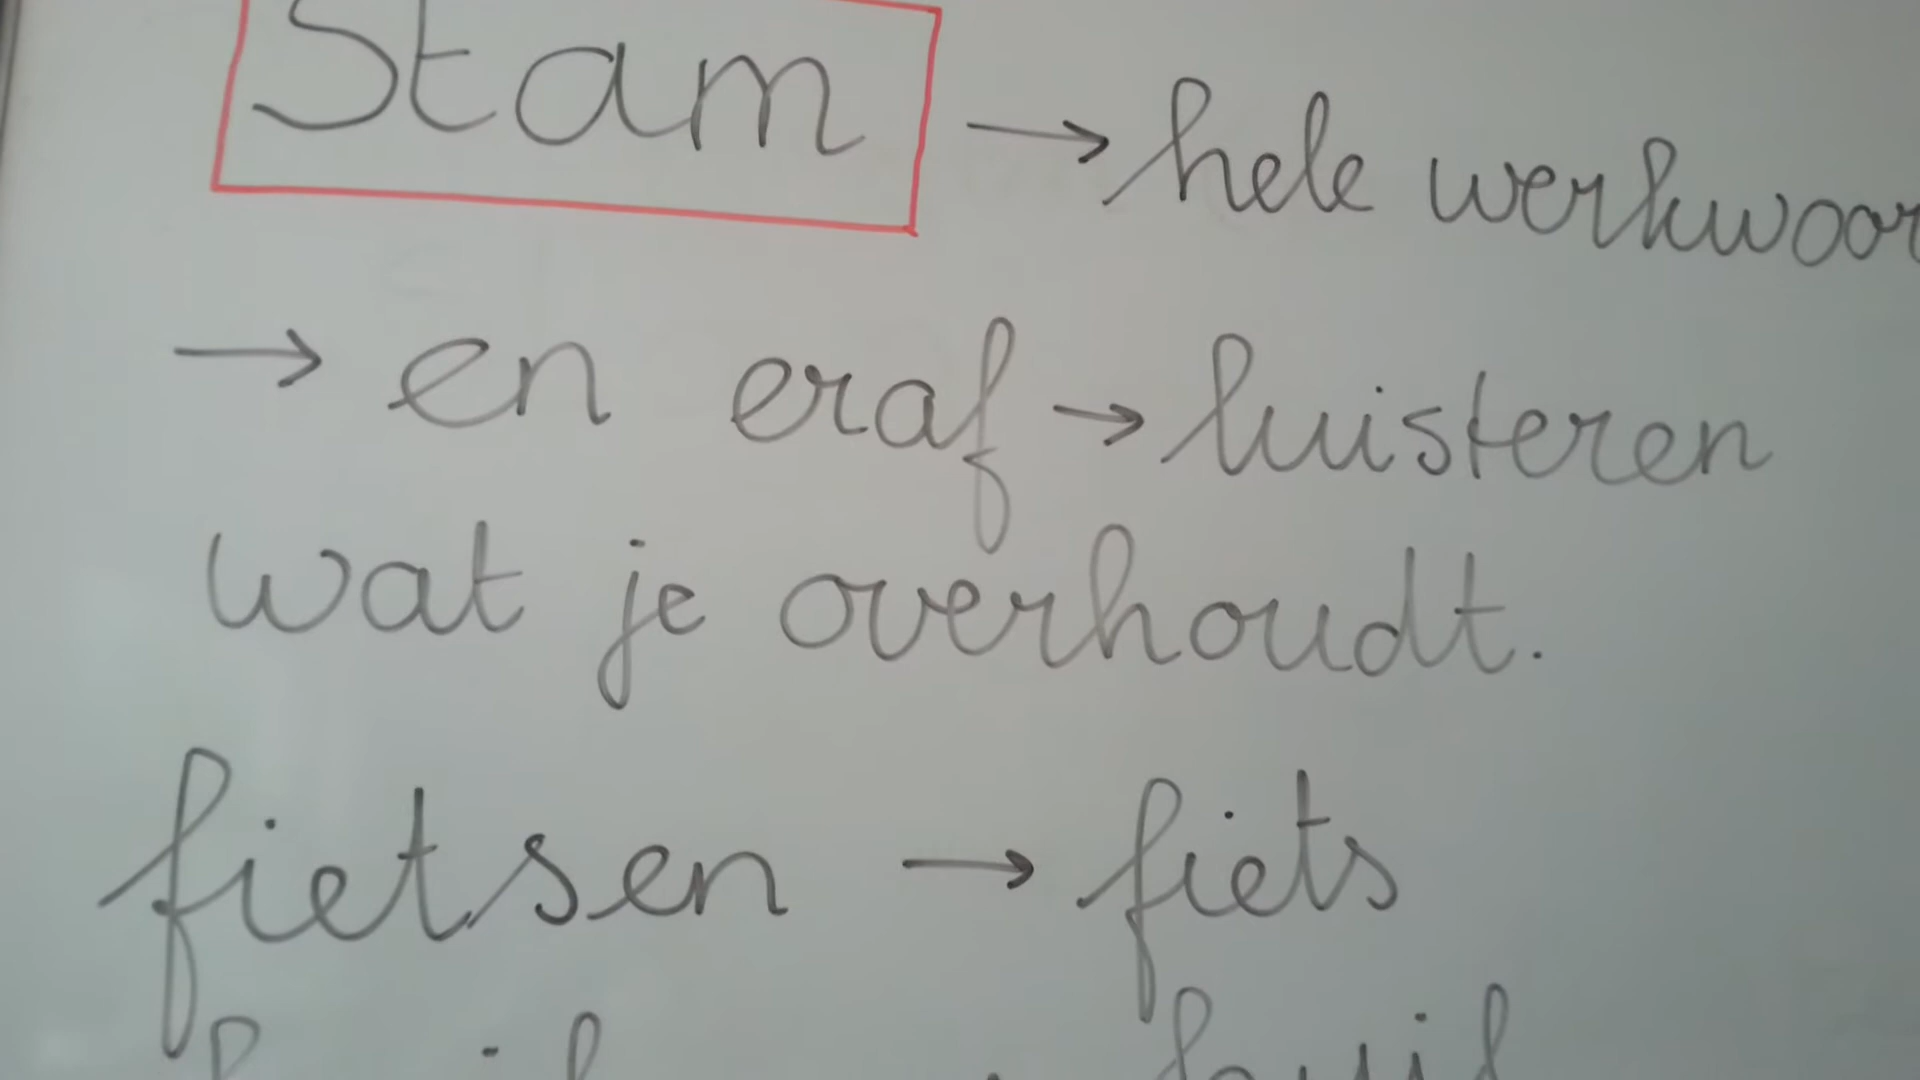 Stam → hele werkwoor
→ en eraf → luisteren
wat je overhoudt.
fietsen → fiets